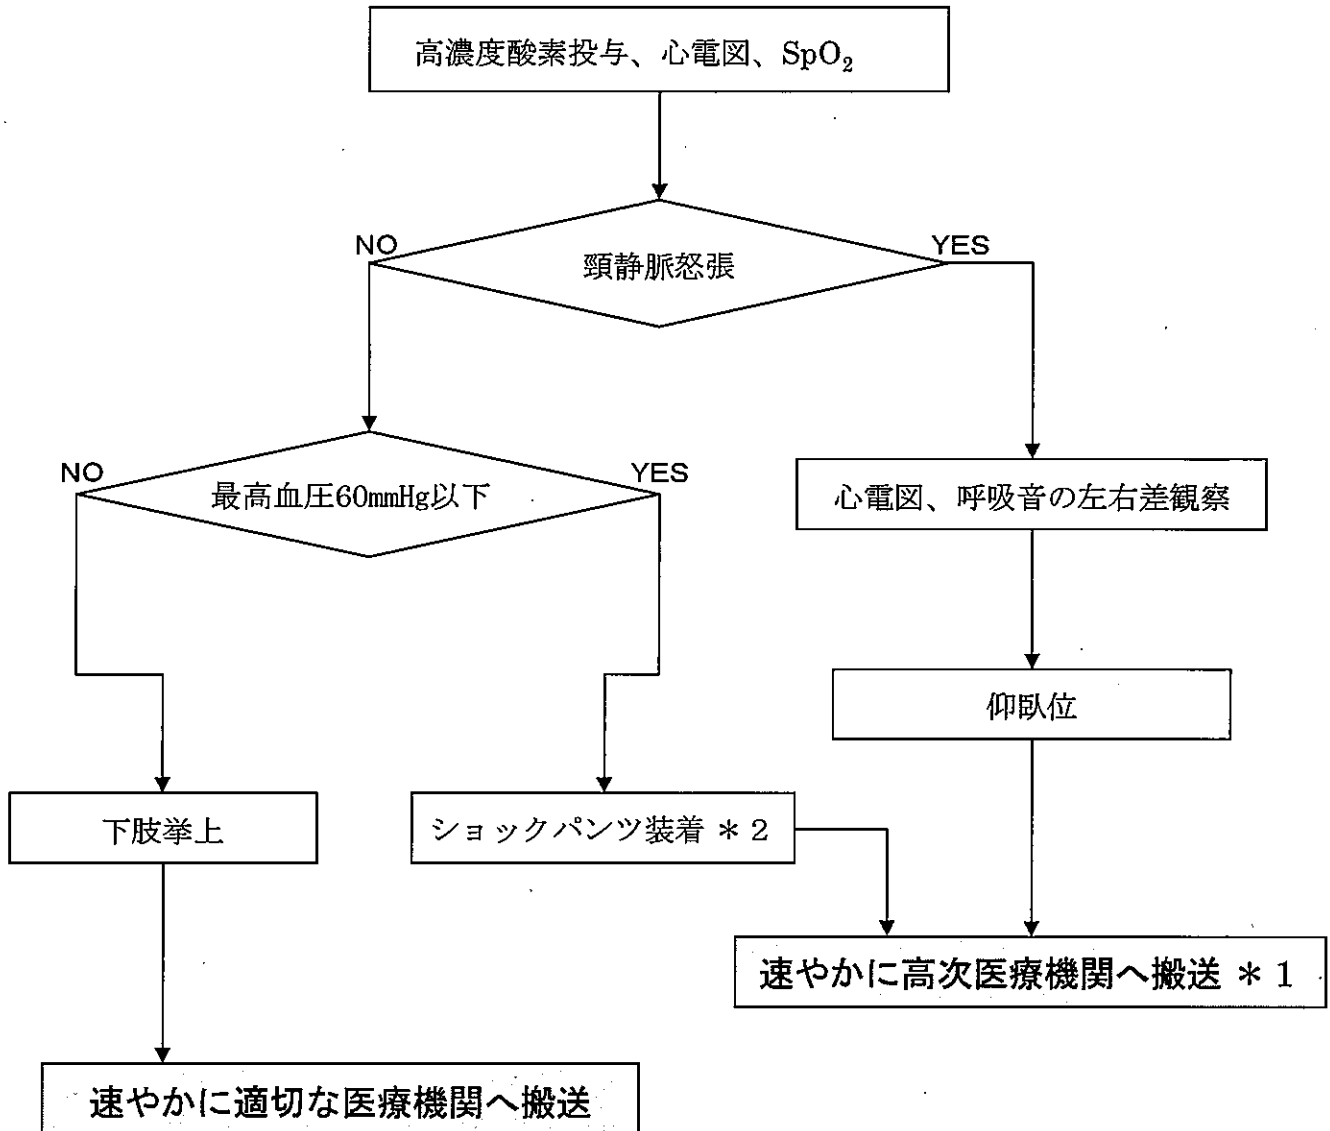 高濃度酸素投与、心電図、SpO₂
NO
YES
頸静脈怒張
NO
YES
最高血圧60mmHg以下
心電図、呼吸音の左右差観察
仰臥位
下肢挙上
ショックパンツ装着 ＊２
速やかに高次医療機関へ搬送 ＊１
速やかに適切な医療機関へ搬送